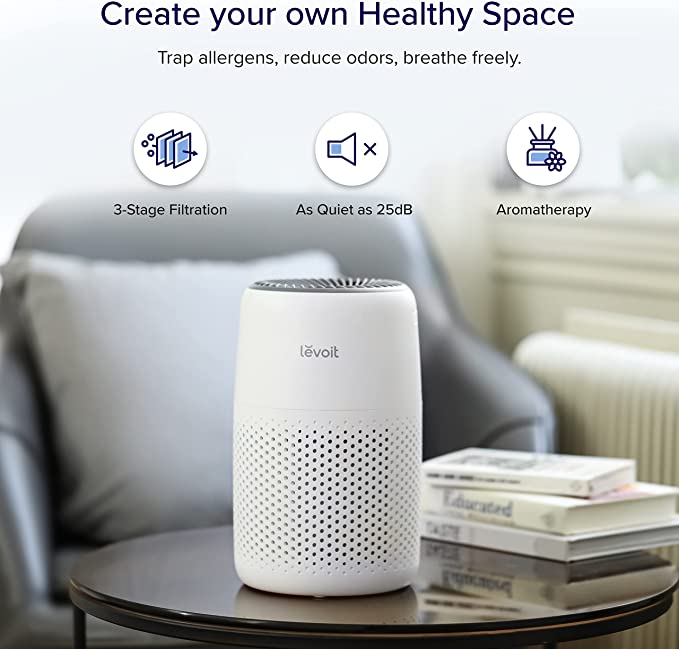 Create your own Healthy Space
Trap allergens, reduce odors, breathe freely.
3-Stage Filtration
As Quiet as 25dB
Aromatherapy
levoit
Educated
TASTE